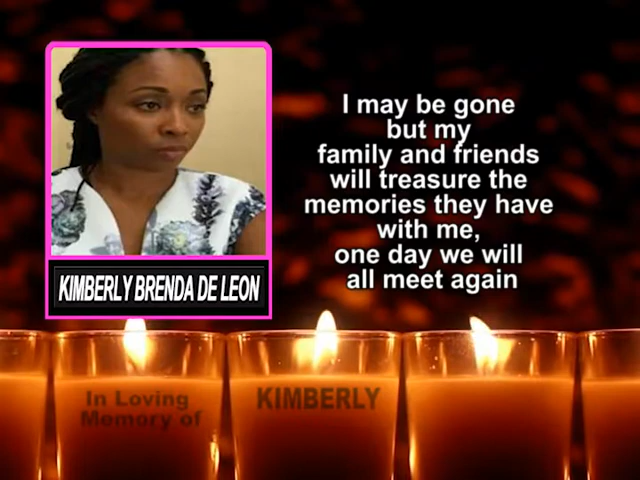 KIMBERLY BRENDA DE LEON
I may be gone
but my
family and friends
will treasure the
memories they have
with me,
one day we will
all meet again
In Loving
Memory of
KIMBERLY